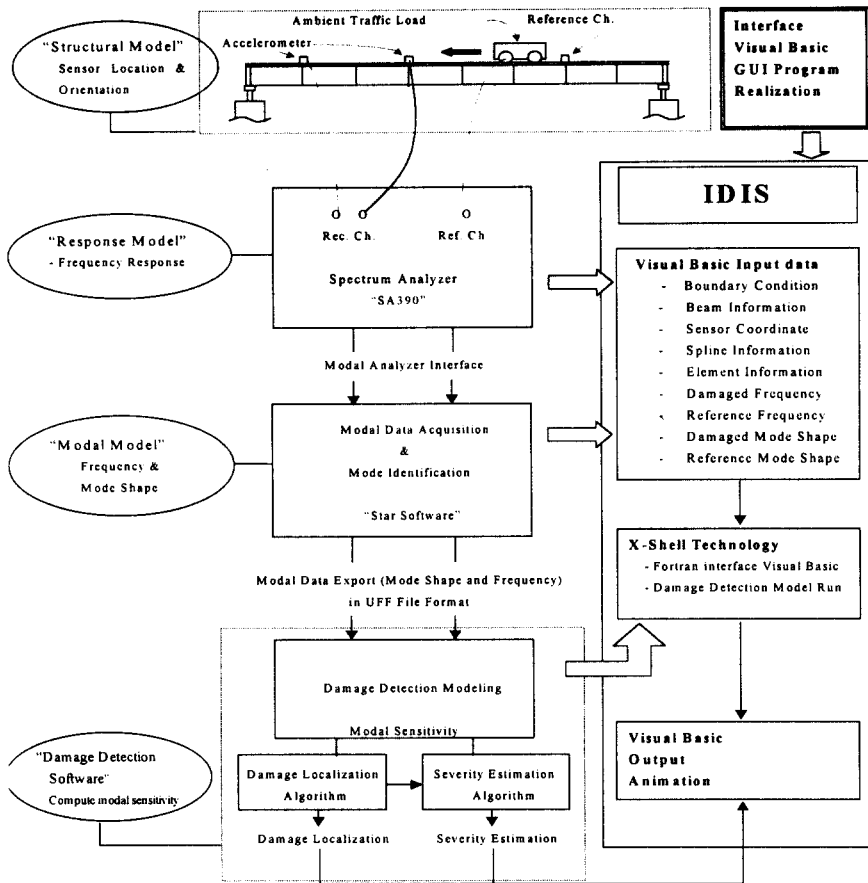 Ambient Traffic Load
Reference Ch.
Accelerometer
"Structural Model"
Sensor Location &
Orientation
Interface
Visual Basic
GUI Program
Realization
IDIS
"Response Model"
- Frequency Response
Rec. Ch.
Ref. Ch
Spectrum Analyzer
"SA390"
Modal Analyzer Interface
Visual Basic Input data
- Boundary Condition
- Beam Information
- Sensor Coordinate
- Spline Information
- Element Information
- Damaged Frequency
- Reference Frequency
- Damaged Mode Shape
- Reference Mode Shape
"Modal Model"
Frequency &
Mode Shape
Modal Data Acquisition
&
Mode Identification
"Star Software"
Modal Data Export (Mode Shape and Frequency)
in UFF File Format
X-Shell Technology
- Fortran interface Visual Basic
- Damage Detection Model Run
Damage Detection Modeling
Modal Sensitivity
"Damage Detection
Software"
Compute modal sensitivity
Damage Localization
Algorithm
Severity Estimation
Algorithm
Damage Localization
Severity Estimation
Visual Basic
Output
Animation